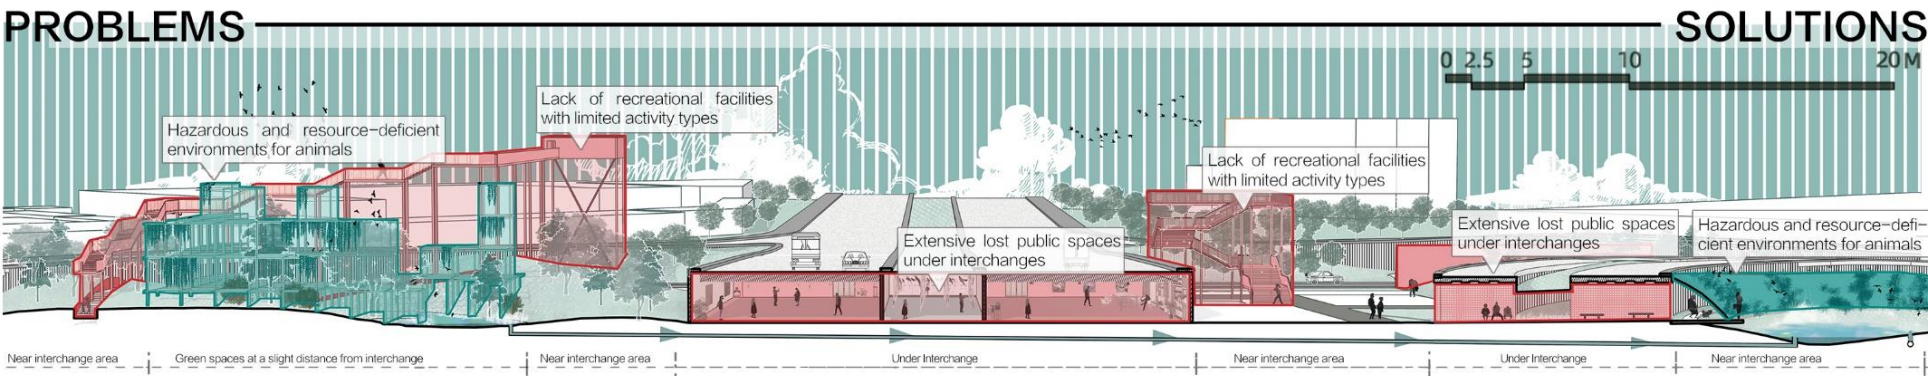 PROBLEMS
SOLUTIONS
0 2.5 5 10 20 M
Lack of recreational facilities
with limited activity types
Hazardous and resource-deficient
environments for animals
Lack of recreational facilities
with limited activity types
Extensive lost public spaces
under interchanges
Extensive lost public spaces
under interchanges
Hazardous and resource-defi-
cient environments for animals
Near interchange area
Green spaces at a slight distance from interchange
Near interchange area
Under Interchange
Near interchange area
Under Interchange
Near interchange area